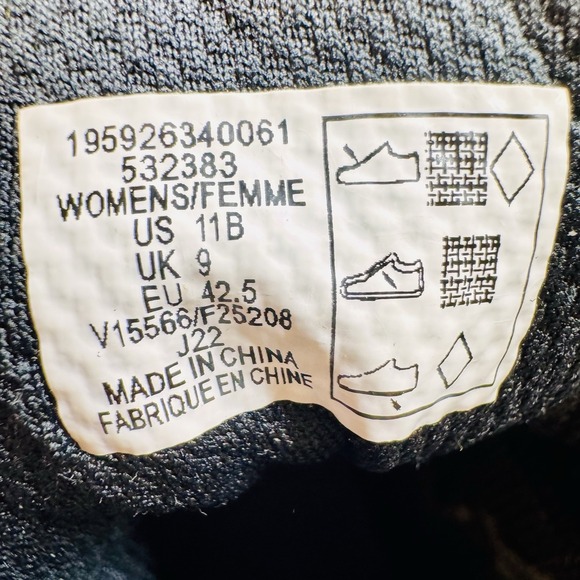 195926340061
532383
WOMENS/FEMME
US 11B
UK 9
EU 42.5
V15566/F25208
J22
MADE IN CHINA
FABRIQUE EN CHINE